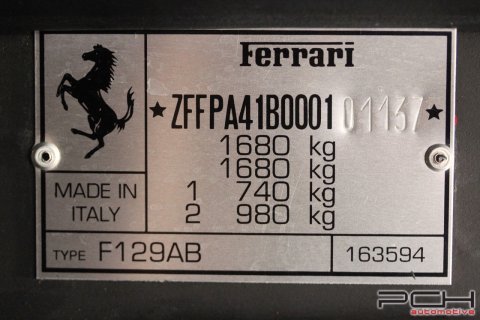 Ferrari
★ ZFFPA41B000101137 ★
1680 kg
1680 kg
MADE IN ITALY
1 740 kg
2 980 kg
TYPE F129AB
163594
PCH
automotive